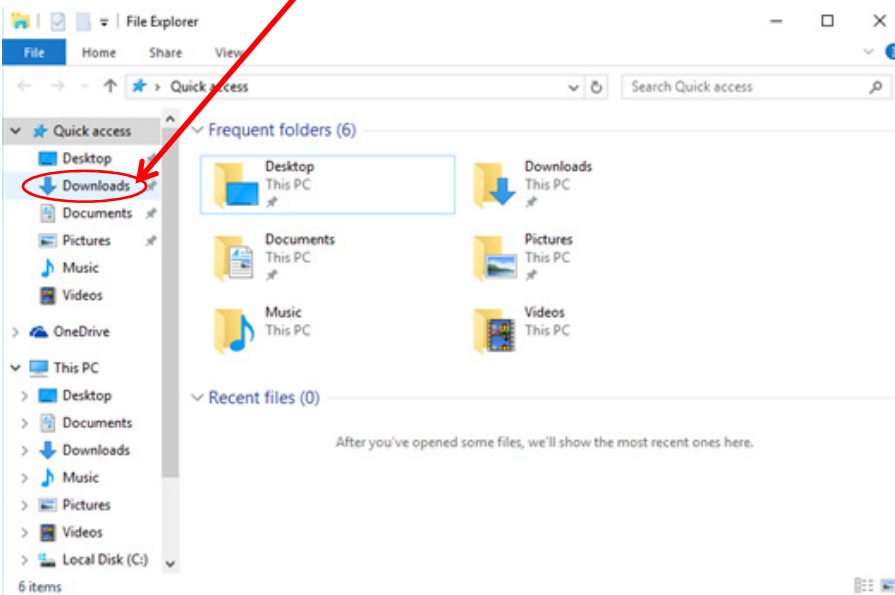 File Explorer
File Home Share View
Quick access Search Quick access
Quick access
Desktop
Downloads
Documents
Pictures
Music
Videos
OneDrive
This PC
Desktop
Documents
Downloads
Music
Pictures
Videos
Local Disk (C:)
Frequent folders (6)
Desktop
This PC
Downloads
This PC
Documents
This PC
Pictures
This PC
Music
This PC
Videos
This PC
Recent files (0)
After you've opened some files, we'll show the most recent ones here.
6 items